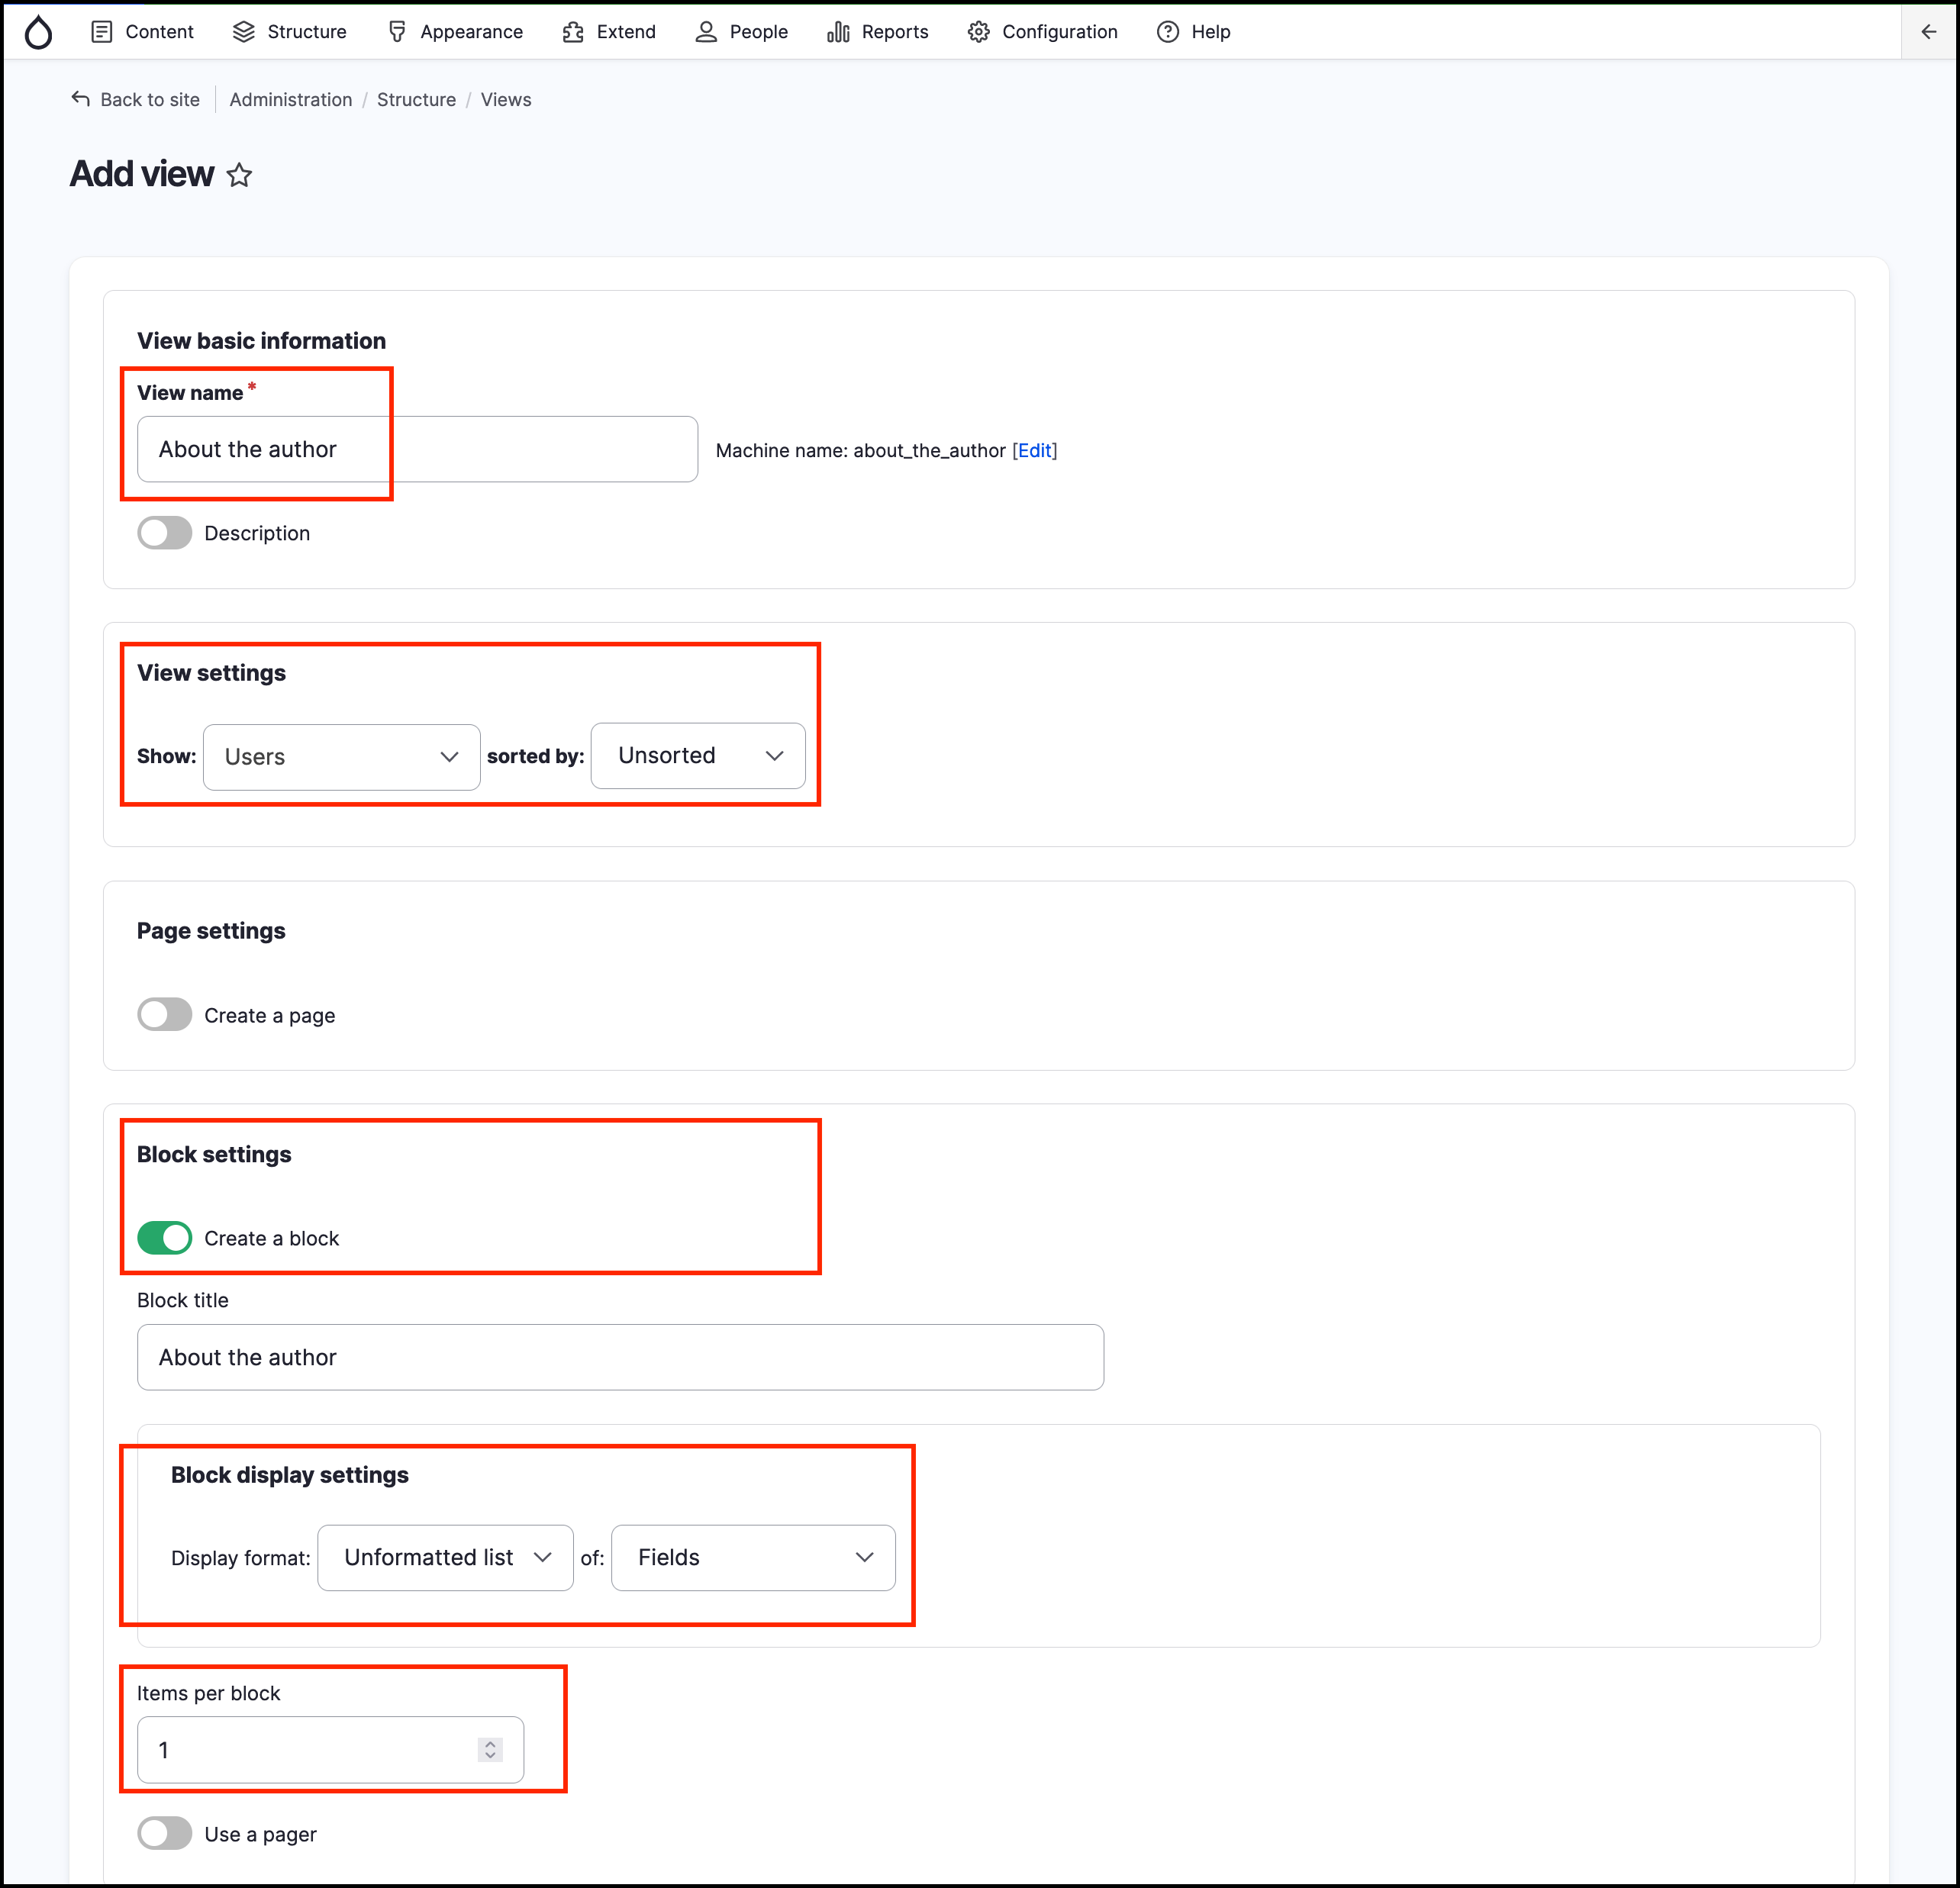 Content Structure Appearance Extend People Reports Configuration Help
Back to site Administration / Structure / Views
Add view
View basic information
View name *
About the author
Machine name: about_the_author [Edit]
Description
View settings
Show: Users sorted by: Unsorted
Page settings
Create a page
Block settings
Create a block
Block title
About the author
Block display settings
Display format: Unformatted list of: Fields
Items per block
1
Use a pager